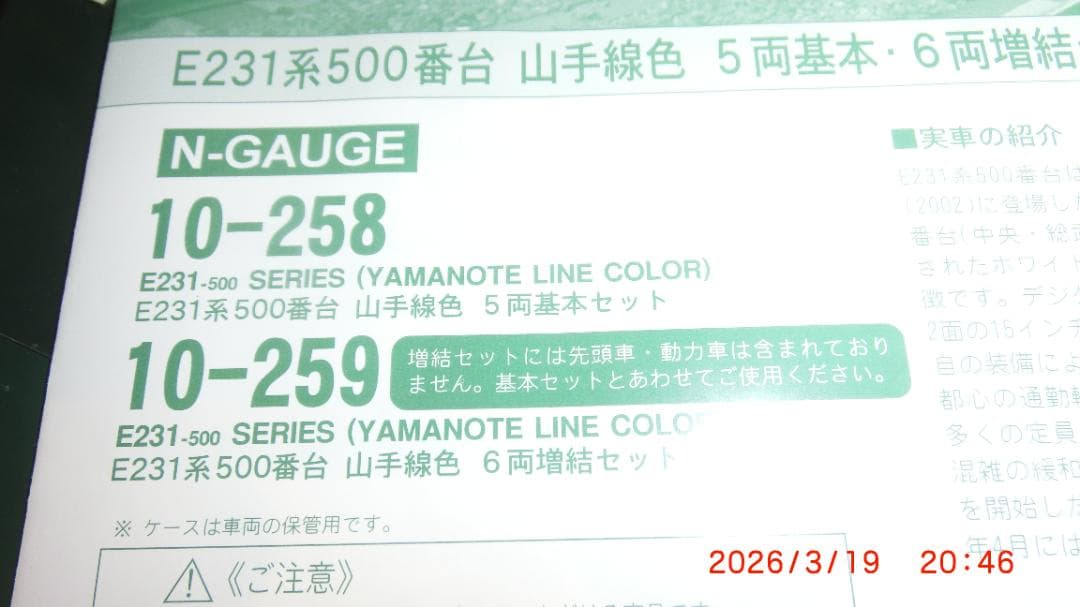 E231系500番台 山手線色 5両基本・6両増結
N-GAUGE
10-258
E231-500 SERIES (YAMANOTE LINE COLOR)
E231系500番台 山手線色 5両基本セット
10-259
増結セットには先頭車・動力車は含まれており
ません。基本セットとあわせてご使用ください。
E231-500 SERIES (YAMANOTE LINE COLO
E231系500番台 山手線色 6両増結セット
※ ケースは車両の保管用です。
⚠《ご注意》
■実車の紹介
E231系500番台は
(2002)に登場した
番台(中央・総武
されたホワイト
徴です。デジタ
2面の15インチ
自の装備によ
都心の通勤
多くの定員
混雑の緩和
を開始した
年4月には
2026/3/19 20:46